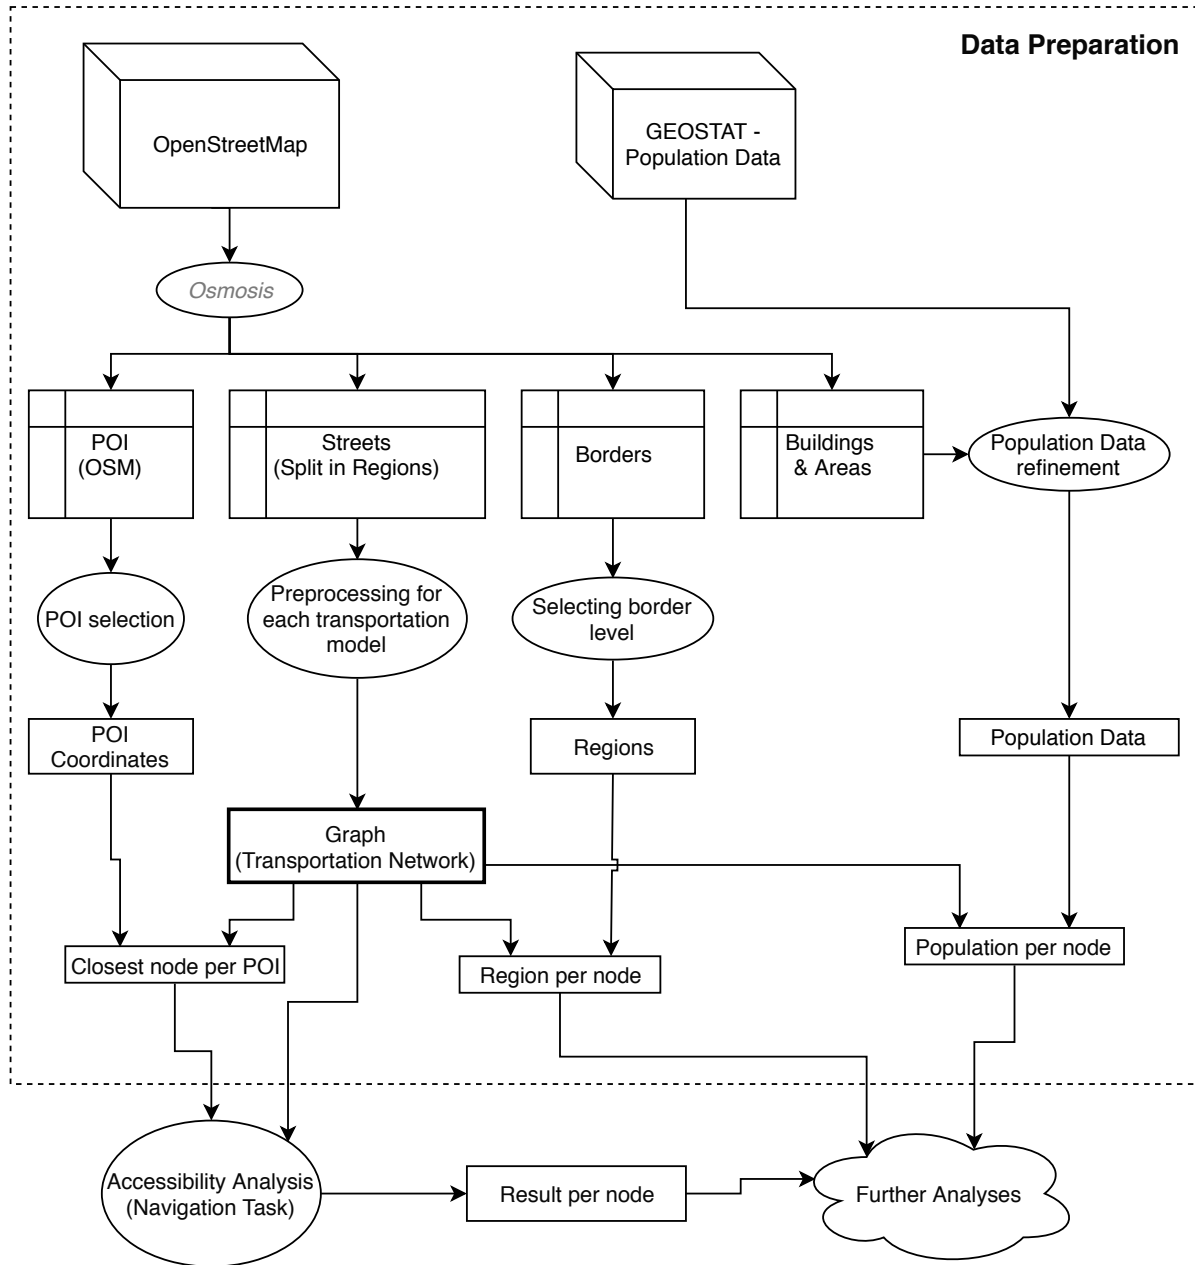 Data Preparation
OpenStreetMap
GEOSTAT -
Population Data
Osmosis
POI
(OSM)
Streets
(Split in Regions)
Borders
Buildings
& Areas
Population Data
refinement
POI selection
Preprocessing for
each transportation
model
Selecting border
level
POI
Coordinates
Regions
Population Data
Graph
(Transportation Network)
Closest node per POI
Region per node
Population per node
Accessibility Analysis
(Navigation Task)
Result per node
Further Analyses